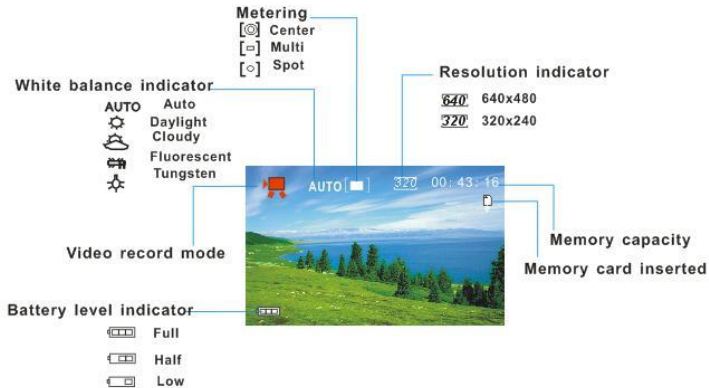 Metering
Center
Multi
Spot
White balance indicator
AUTO Auto
Daylight
Cloudy
Fluorescent
Tungsten
Resolution indicator
640 640x480
320 320x240
AUTO 320 00:43:16
Video record mode
Memory capacity
Memory card inserted
Battery level indicator
Full
Half
Low